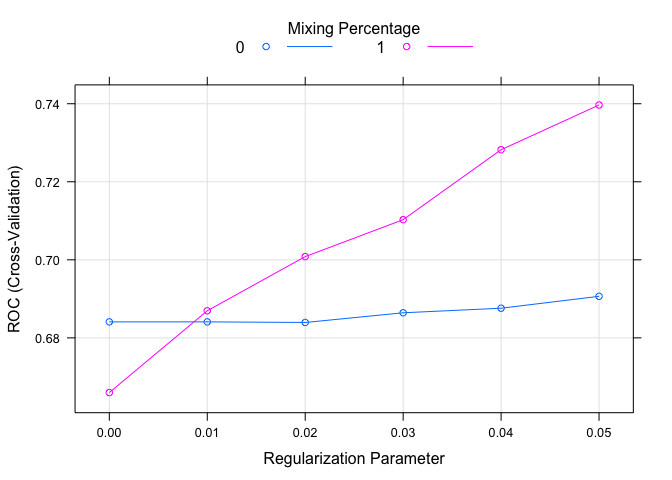 Mixing Percentage
0 1
0.74
0.72
0.70
0.68
ROC (Cross-Validation)
0.00 0.01 0.02 0.03 0.04 0.05
Regularization Parameter